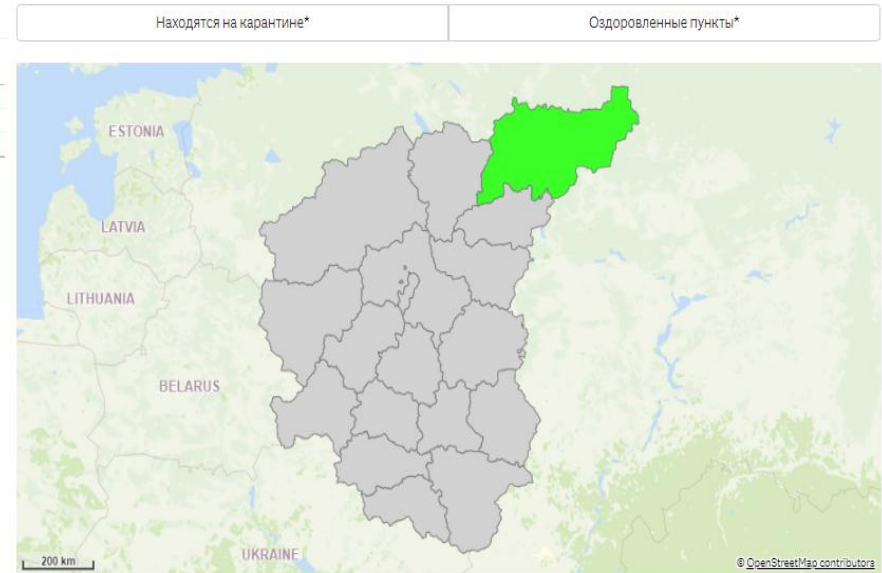 Находятся на карантине*
Оздоровленные пункты*
ESTONIA
LATVIA
LITHUANIA
BELARUS
UKRAINE
200 km
© OpenStreetMap contributors